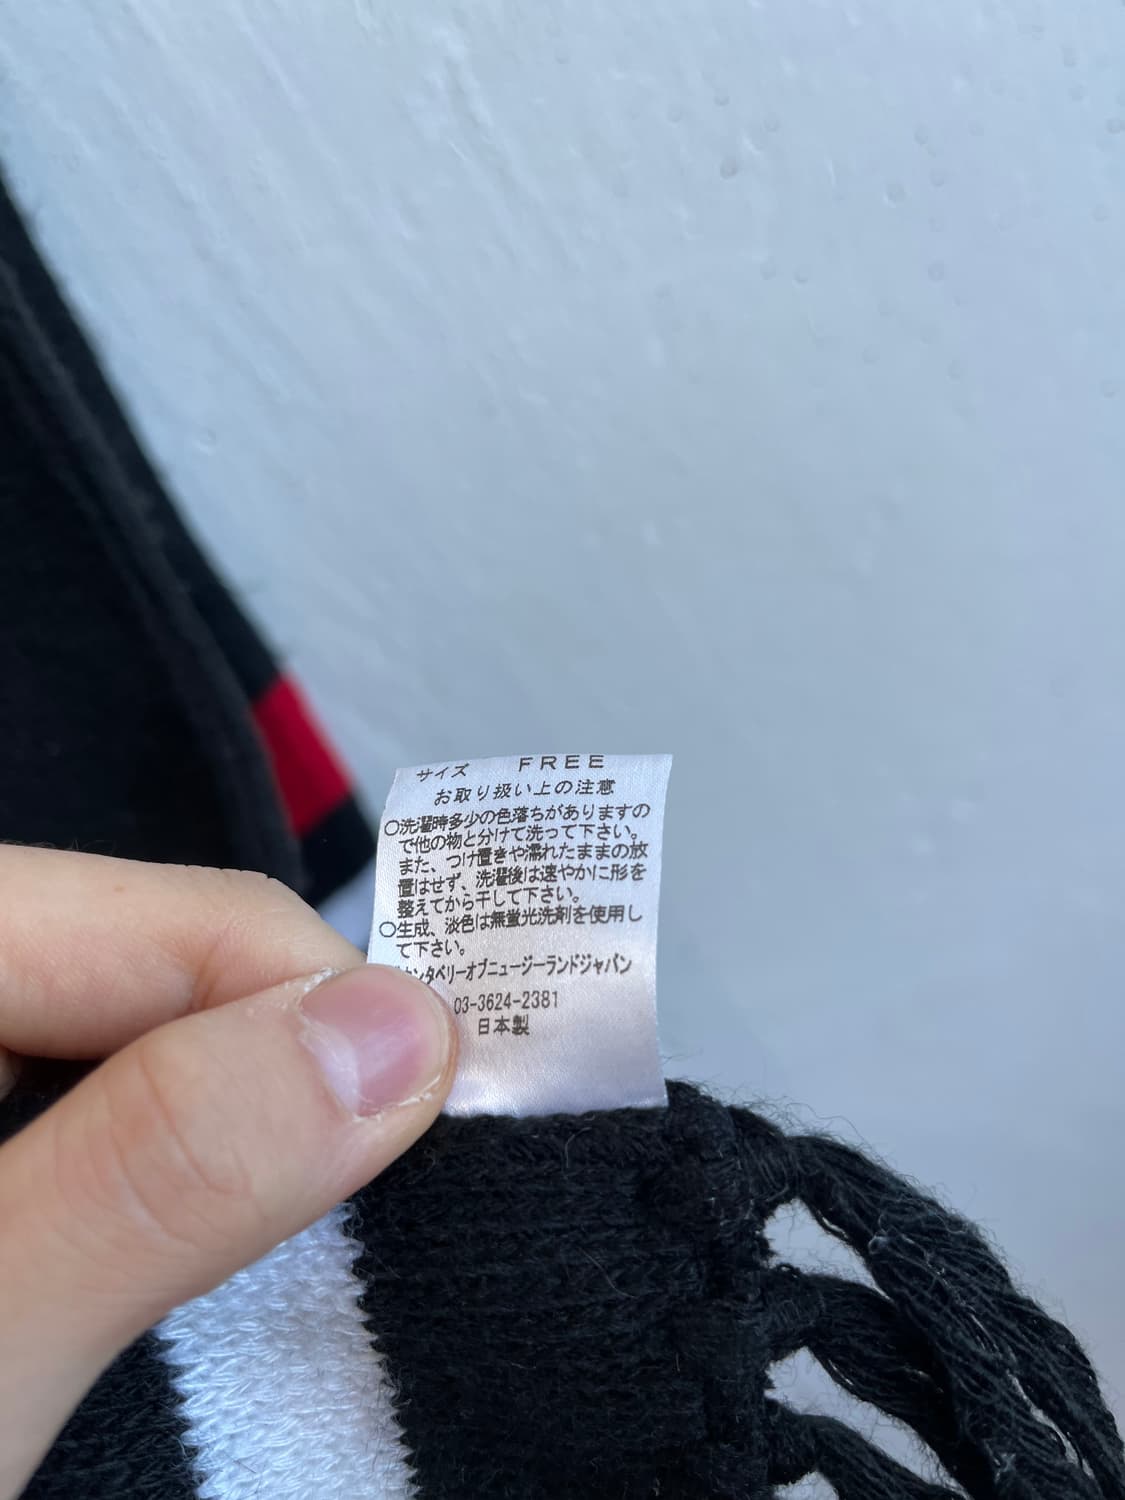 サイズ FREE
お取り扱い上の注意
○洗濯時多少の色落ちがありますの
で他の物と分けて洗って下さい。
また、つけ置きや濡れたままの放
置はせず、洗濯後は速やかに形を
整えてから干して下さい。
○生成、淡色は無蛍光洗剤を使用し
て下さい。
カンタベリーオブニュージーランドジャパン
03-3624-2381
日本製